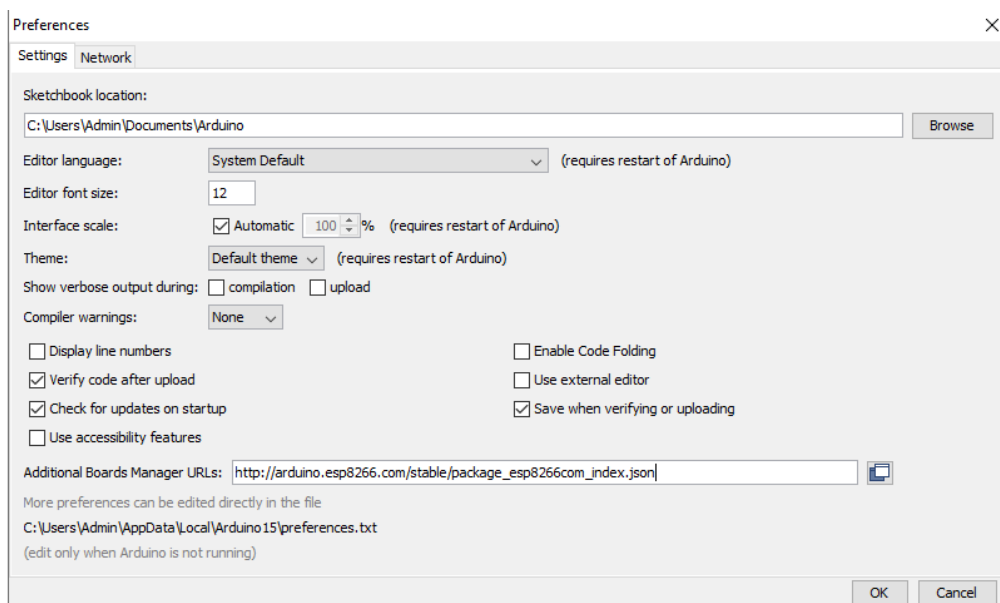 Preferences
Settings Network
Sketchbook location:
C:\Users\Admin\Documents\Arduino Browse
Editor language: System Default (requires restart of Arduino)
Editor font size: 12
Interface scale: Automatic 100 % (requires restart of Arduino)
Theme: Default theme (requires restart of Arduino)
Show verbose output during: compilation upload
Compiler warnings: None
Display line numbers Enable Code Folding
Verify code after upload Use external editor
Check for updates on startup Save when verifying or uploading
Use accessibility features
Additional Boards Manager URLs: http://arduino.esp8266.com/stable/package_esp8266com_index.json
More preferences can be edited directly in the file
C:\Users\Admin\AppData\Local\Arduino15\preferences.txt
(edit only when Arduino is not running)
OK Cancel